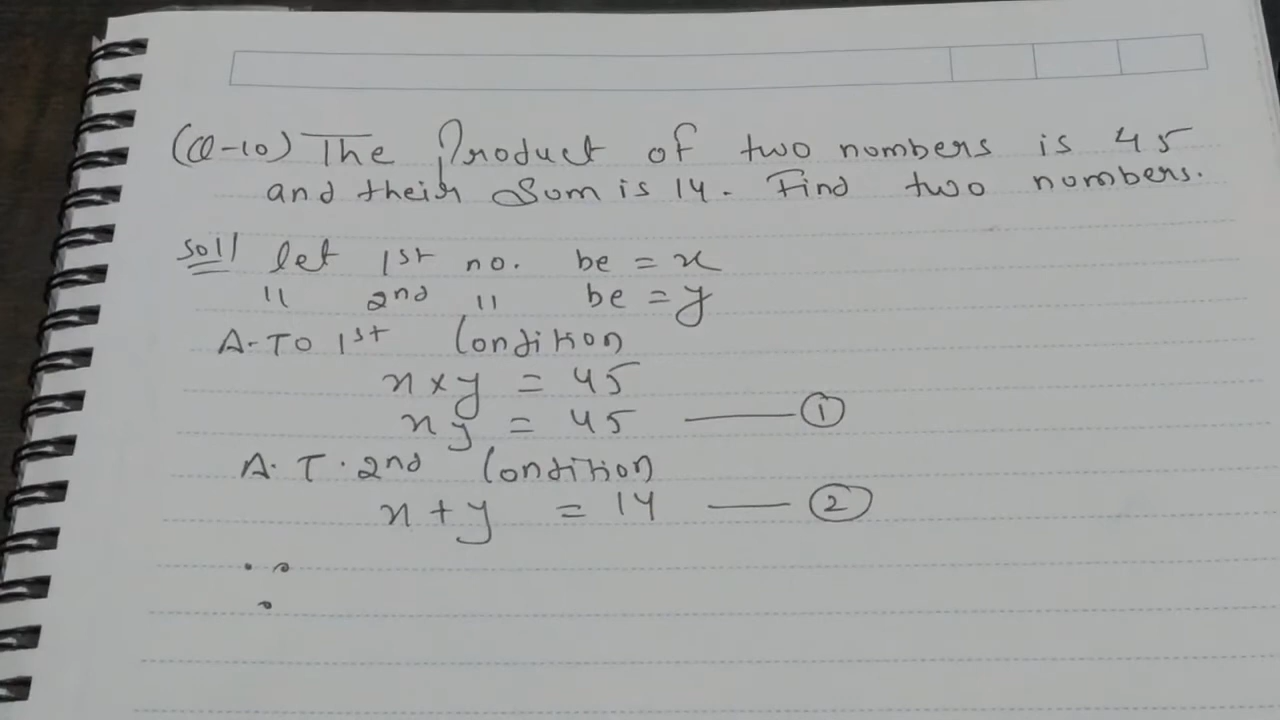 (Q-10) The Product of two numbers is 45
and their Sum is 14. Find two numbers.
Soll let 1st no. be = x
" 2nd " be = y
A-TO 1st Condition
x × y = 45
xy = 45 —— ①
A. T. 2nd Condition
x + y = 14 —— ②
∵